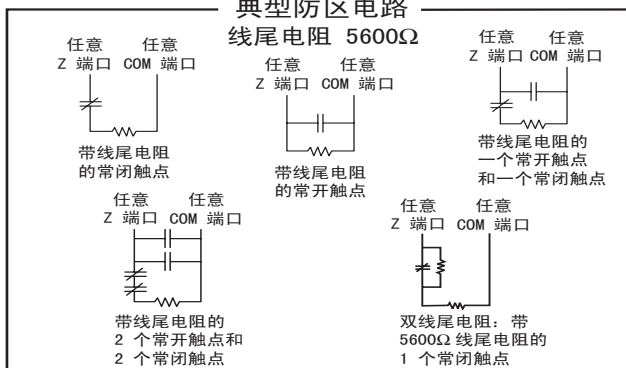 典型防区电路
线尾电阻 5600Ω
任意 任意
Z 端口 COM 端口
带线尾电阻
的常闭触点
任意 任意
Z 端口 COM 端口
带线尾电阻
的常开触点
任意 任意
Z 端口 COM 端口
带线尾电阻的
一个常开触点
和一个常闭触点
任意 任意
Z 端口 COM 端口
带线尾电阻的
2 个常开触点和
2 个常闭触点
任意 任意
Z 端口 COM 端口
双线尾电阻: 带
5600Ω 线尾电阻的
1 个常闭触点